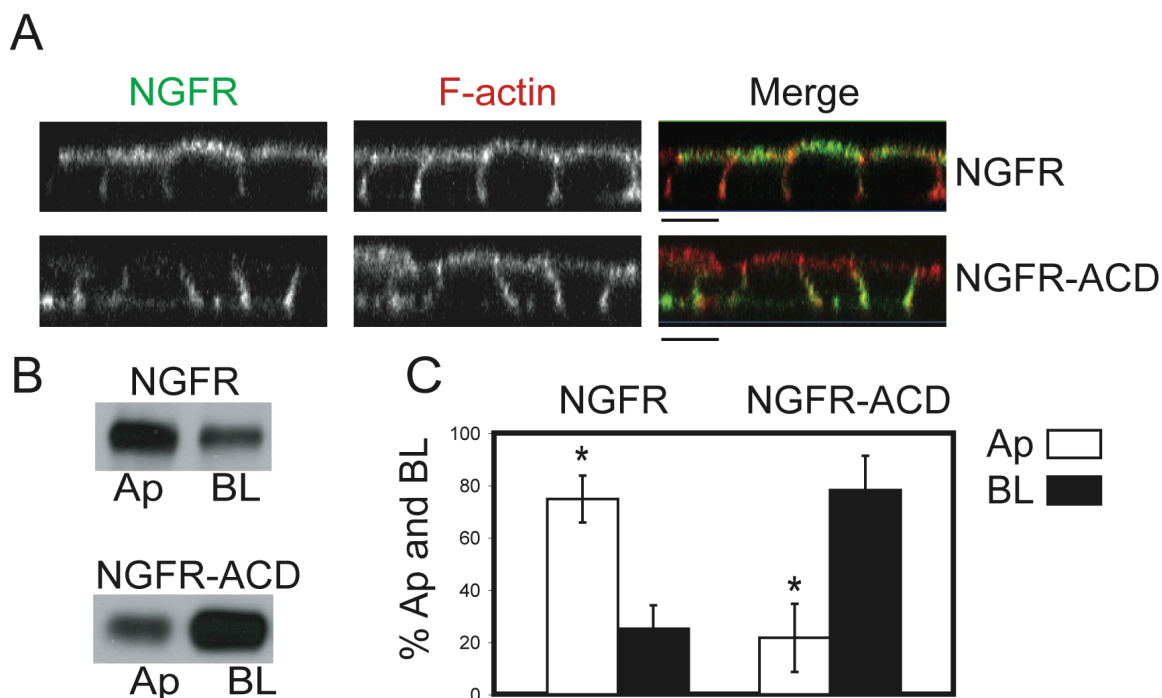 A
NGFR F-actin Merge
NGFR
NGFR-ACD
B
NGFR
Ap BL
NGFR-ACD
Ap BL
C
NGFR NGFR-ACD
Ap
BL
% Ap and BL
100
80
60
40
20
0
* *